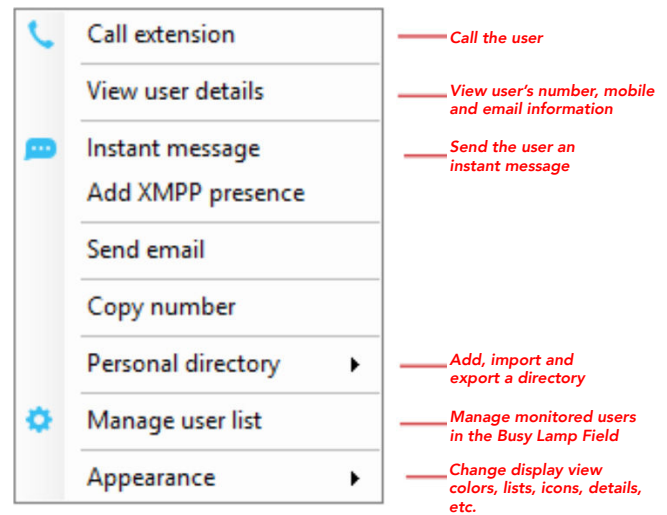 Call extension
Call the user
View user details
View user's number, mobile
and email information
Instant message
Send the user an
instant message
Add XMPP presence
Send email
Copy number
Personal directory
Add, import and
export a directory
Manage user list
Manage monitored users
in the Busy Lamp Field
Appearance
Change display view
colors, lists, icons, details,
etc.